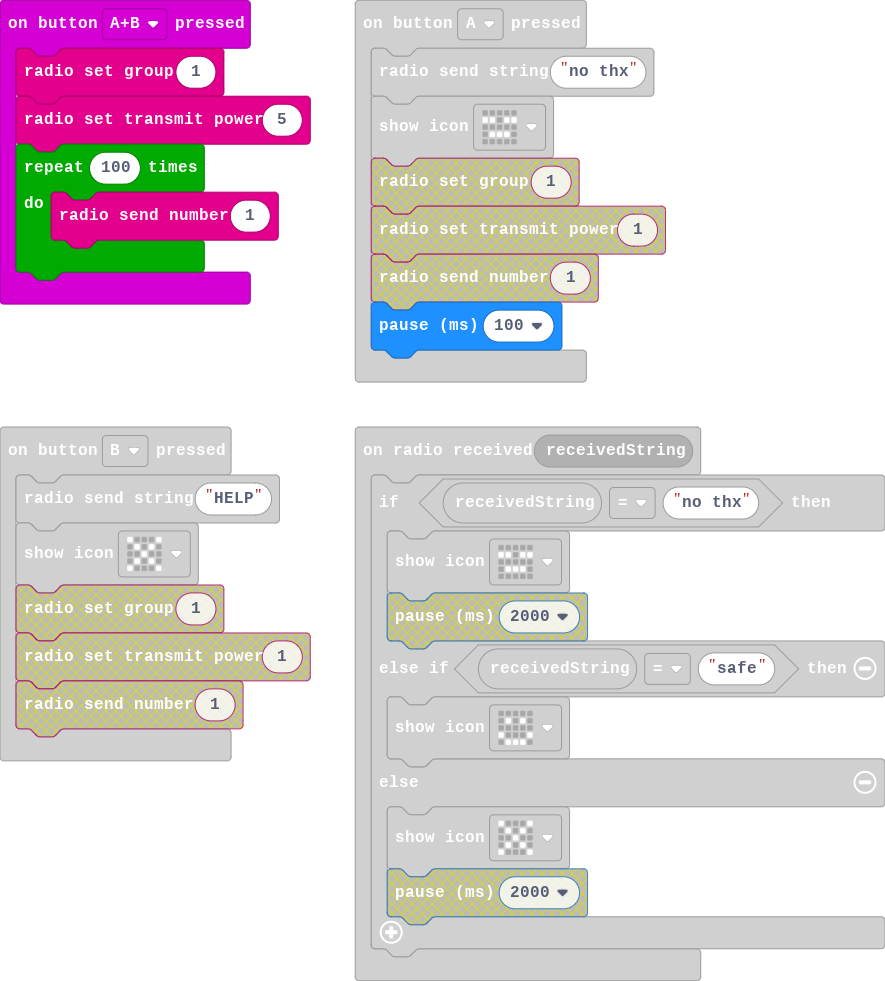 on button A+B pressed
radio set group 1
radio set transmit power 5
repeat 100 times
do radio send number 1
on button A pressed
radio send string "no thx"
show icon
radio set group 1
radio set transmit power 1
radio send number 1
pause (ms) 100
on button B pressed
radio send string "HELP"
show icon
radio set group 1
radio set transmit power 1
radio send number 1
on radio received receivedString
if receivedString = "no thx" then
show icon
pause (ms) 2000
else if receivedString = "safe" then
show icon
else
show icon
pause (ms) 2000